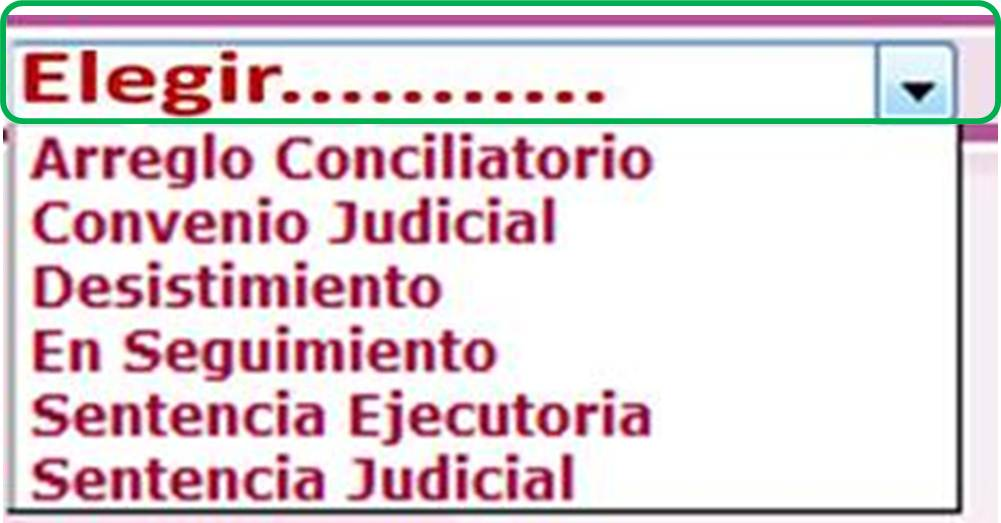 Elegir...........
Arreglo Conciliatorio
Convenio Judicial
Desistimiento
En Seguimiento
Sentencia Ejecutoria
Sentencia Judicial